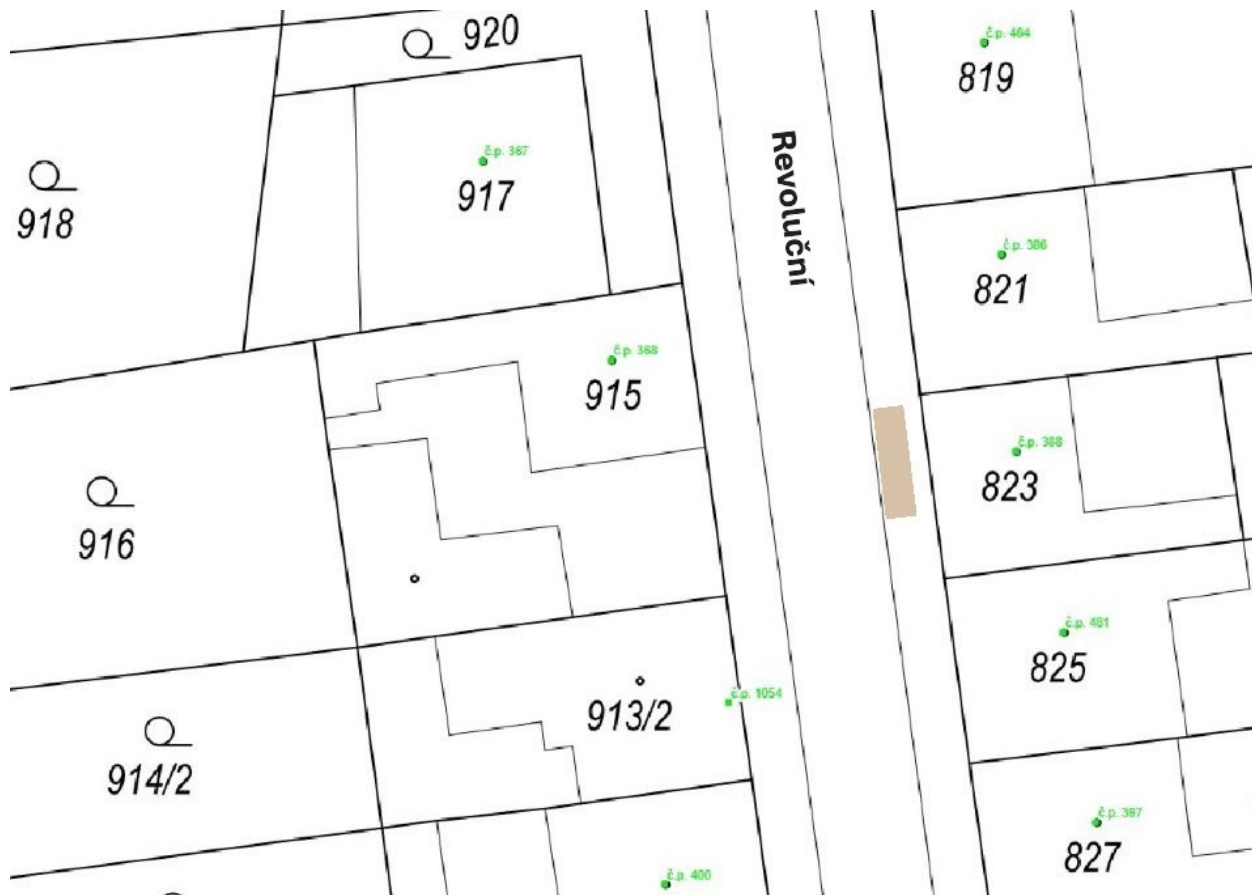 920
č.p. 464
819
č.p. 367
917
Revoluční
918
č.p. 386
821
č.p. 368
915
č.p. 388
823
916
č.p. 481
825
č.p. 1054
913/2
914/2
č.p. 397
827
č.p. 400